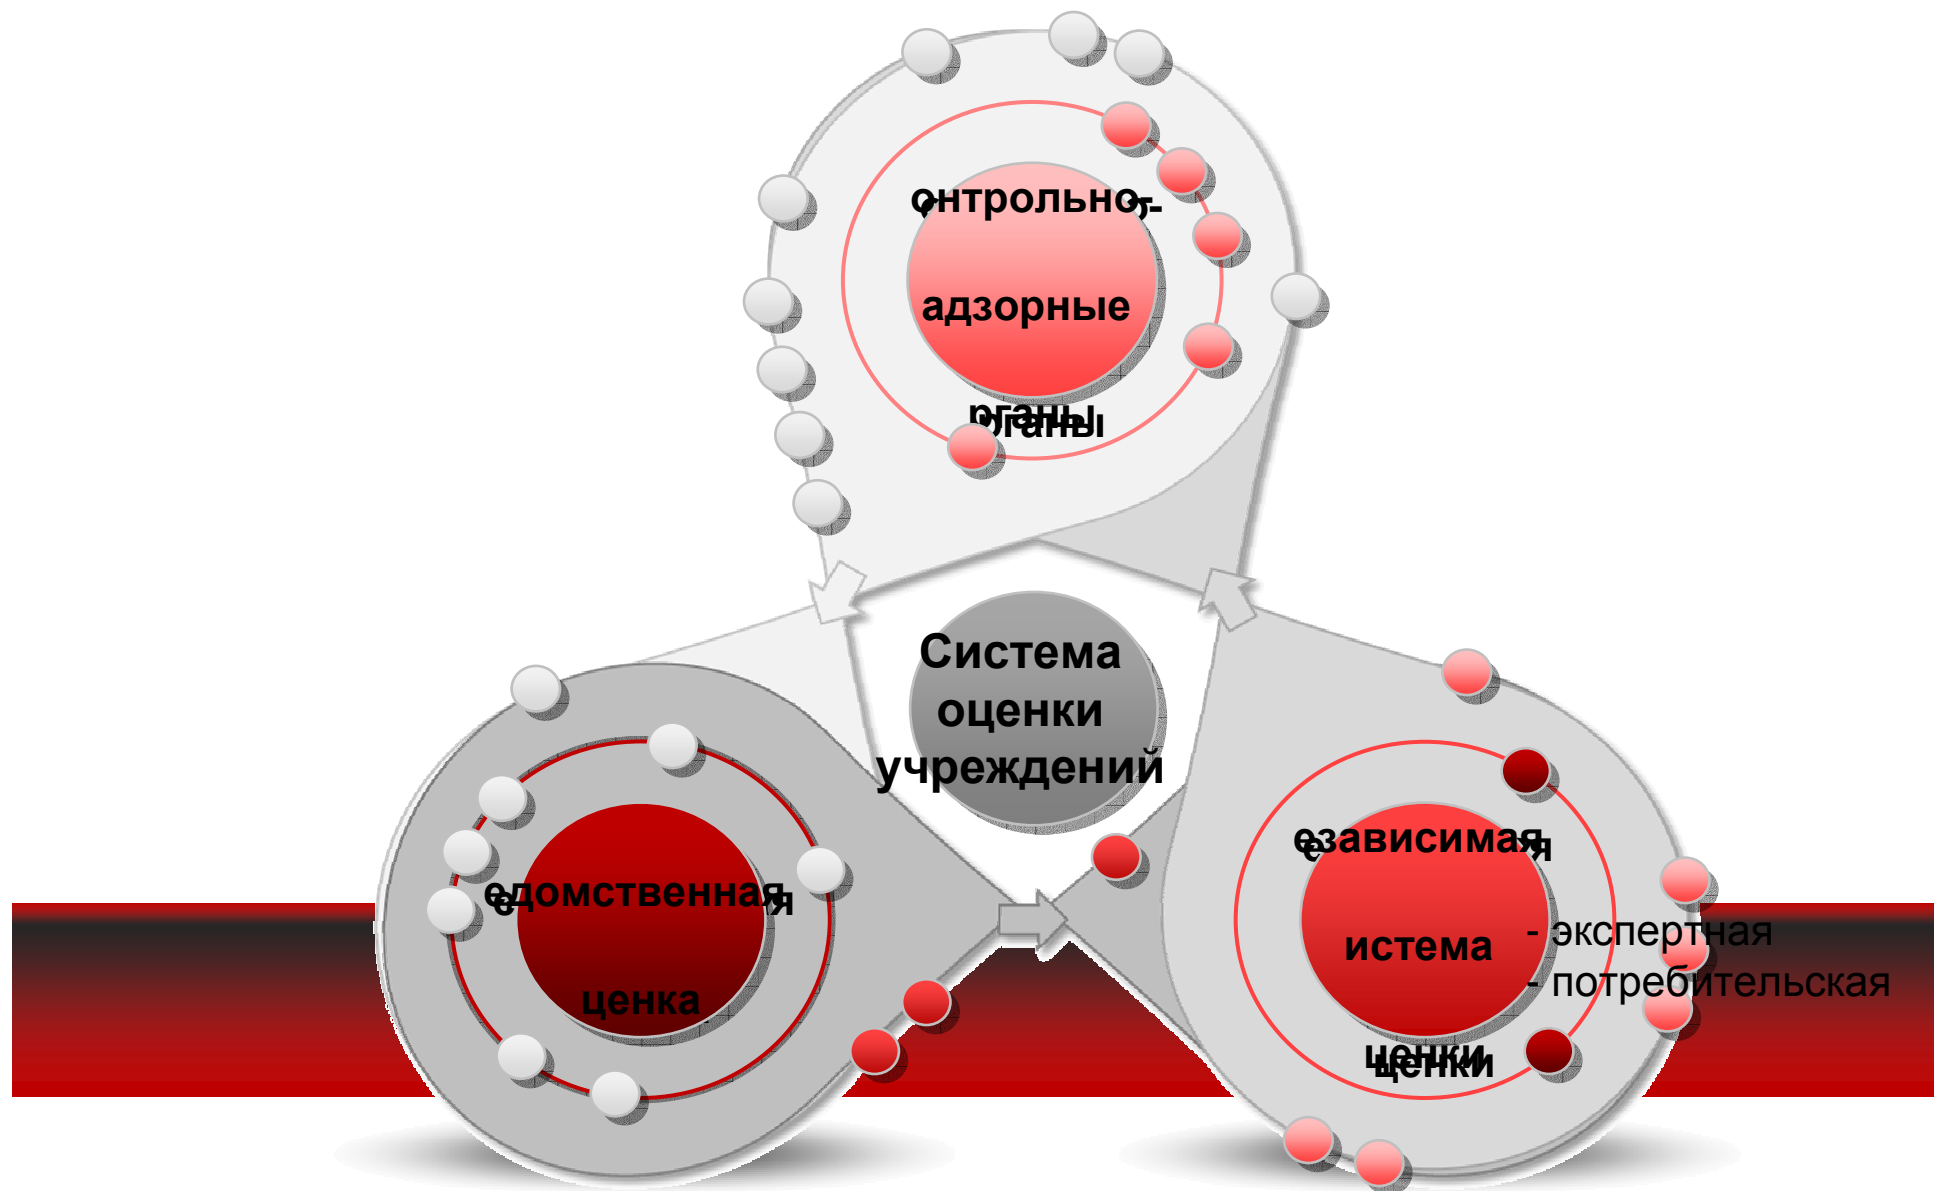 онтрольно-
адзорные
рганы
Система
оценки
учреждений
едомственная
ценка
езависимая
истема
ценки
- экспертная
- потребительская